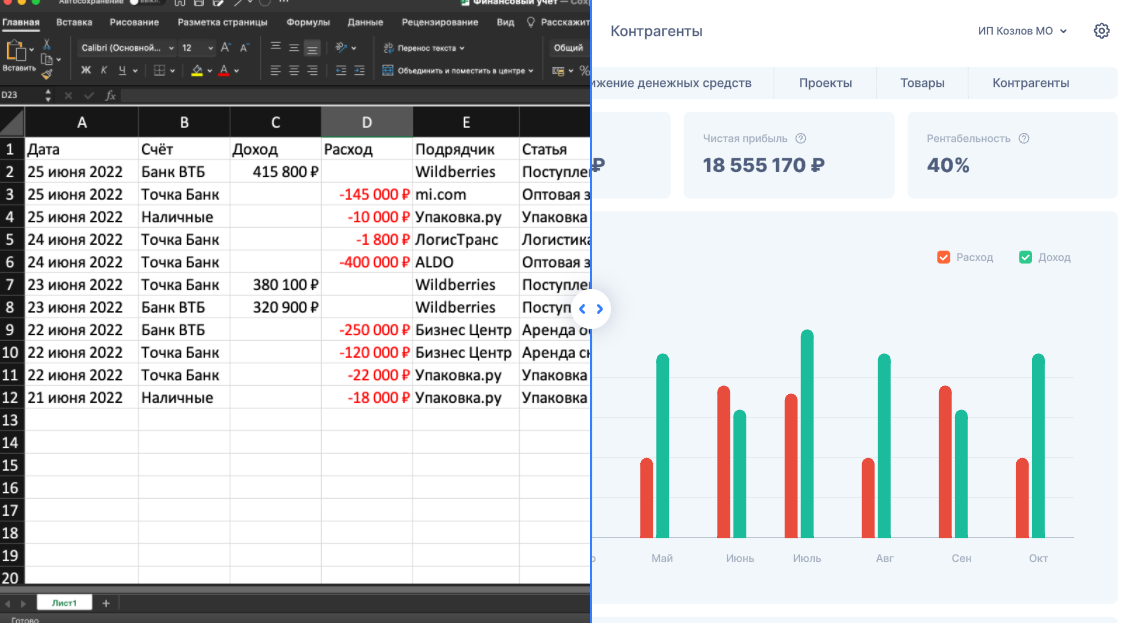 Автосохранение
Финансовый учет
Главная Вставка Рисование Разметка страницы Формулы Данные Рецензирование Вид Расскажит
Вставить
Calibri (Основной... 12
Ж К Ч
Перенос текста
Объединить и поместить в центре
Общий
%
D23 fx
A B C D E
1 Дата Счёт Доход Расход Подрядчик Статья
2 25 июня 2022 Банк ВТБ 415 800 ₽ Wildberries Поступле
3 25 июня 2022 Точка Банк -145 000 ₽ mi.com Оптовая з
4 25 июня 2022 Наличные -10 000 ₽ Упаковка.ру Упаковка
5 24 июня 2022 Точка Банк -1 800 ₽ ЛогисТранс Логистика
6 24 июня 2022 Точка Банк -400 000 ₽ ALDO Оптовая з
7 23 июня 2022 Точка Банк 380 100 ₽ Wildberries Поступле
8 23 июня 2022 Банк ВТБ 320 900 ₽ Wildberries Поступ
9 22 июня 2022 Банк ВТБ -250 000 ₽ Бизнес Центр Аренда о
10 22 июня 2022 Точка Банк -120 000 ₽ Бизнес Центр Аренда ск
11 22 июня 2022 Точка Банк -22 000 ₽ Упаковка.ру Упаковка
12 21 июня 2022 Наличные -18 000 ₽ Упаковка.ру Упаковка
13
14
15
16
17
18
19
20
Лист1 +
Готово
Контрагенты ИП Козлов МО
ижение денежных средств Проекты Товары Контрагенты
₽
Чистая прибыль ?
18 555 170 ₽
Рентабельность ?
40%
Расход Доход
р Май Июнь Июль Авг Сен Окт